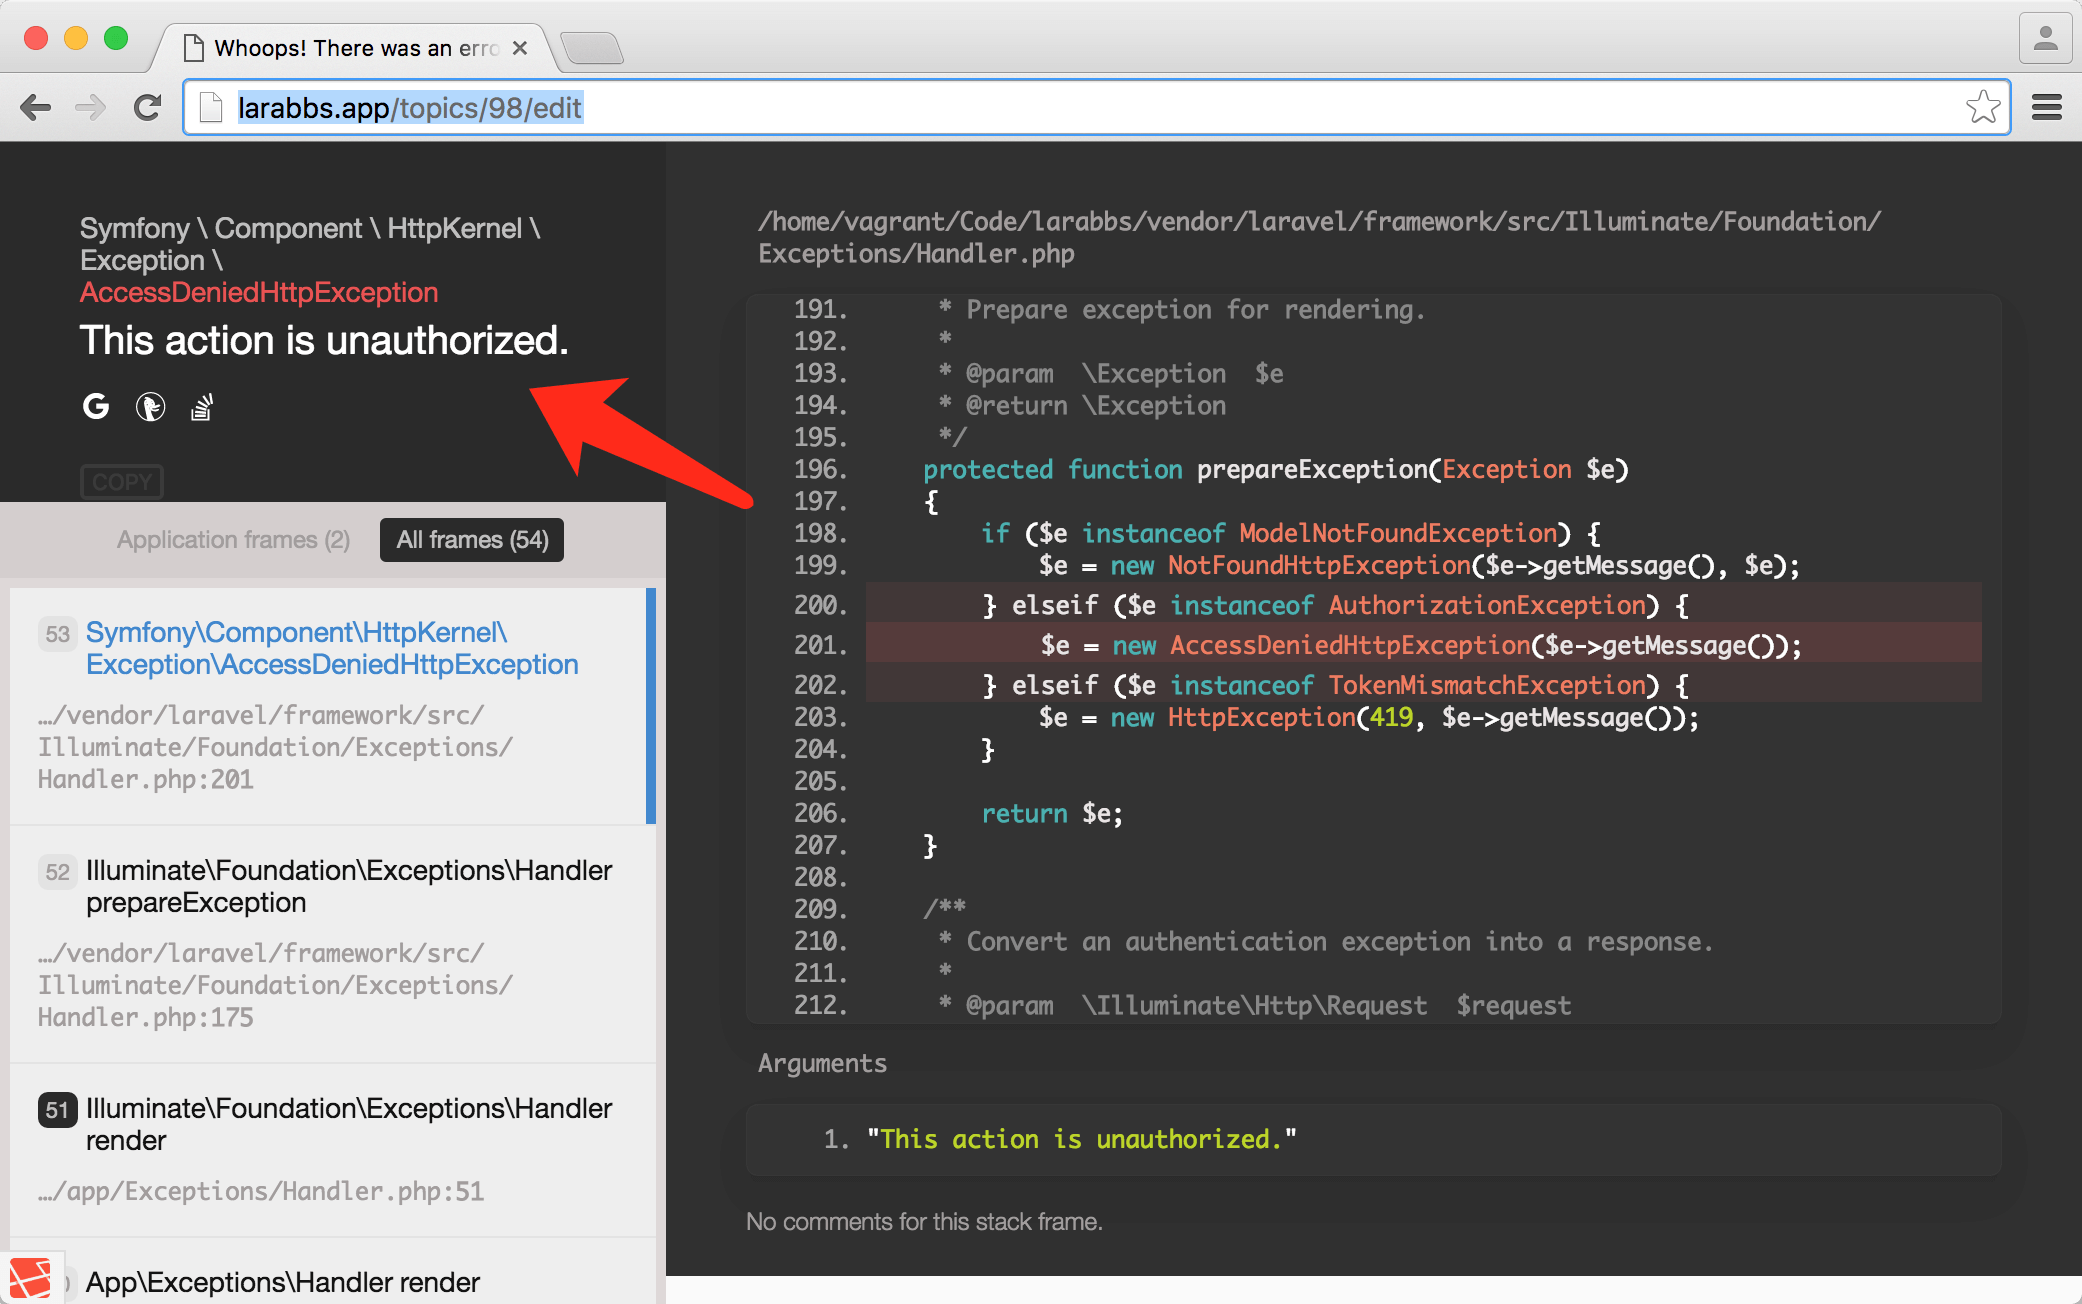 Whoops! There was an erro
larabbs.app/topics/98/edit
Symfony \ Component \ HttpKernel \
Exception \
AccessDeniedHttpException
This action is unauthorized.
COPY
Application frames (2)
All frames (54)
53 Symfony\Component\HttpKernel\
Exception\AccessDeniedHttpException
…/vendor/laravel/framework/src/
Illuminate/Foundation/Exceptions/
Handler.php:201
52 Illuminate\Foundation\Exceptions\Handler
prepareException
…/vendor/laravel/framework/src/
Illuminate/Foundation/Exceptions/
Handler.php:175
51 Illuminate\Foundation\Exceptions\Handler
render
…/app/Exceptions/Handler.php:51
App\Exceptions\Handler render
/home/vagrant/Code/larabbs/vendor/laravel/framework/src/Illuminate/Foundation/
Exceptions/Handler.php
191.      * Prepare exception for rendering.
192.      *
193.      * @param  \Exception  $e
194.      * @return \Exception
195.      */
196.     protected function prepareException(Exception $e)
197.     {
198.         if ($e instanceof ModelNotFoundException) {
199.             $e = new NotFoundHttpException($e->getMessage(), $e);
200.         } elseif ($e instanceof AuthorizationException) {
201.             $e = new AccessDeniedHttpException($e->getMessage());
202.         } elseif ($e instanceof TokenMismatchException) {
203.             $e = new HttpException(419, $e->getMessage());
204.         }
205.
206.         return $e;
207.     }
208.
209.     /**
210.      * Convert an authentication exception into a response.
211.      *
212.      * @param  \Illuminate\Http\Request  $request
Arguments
1. "This action is unauthorized."
No comments for this stack frame.